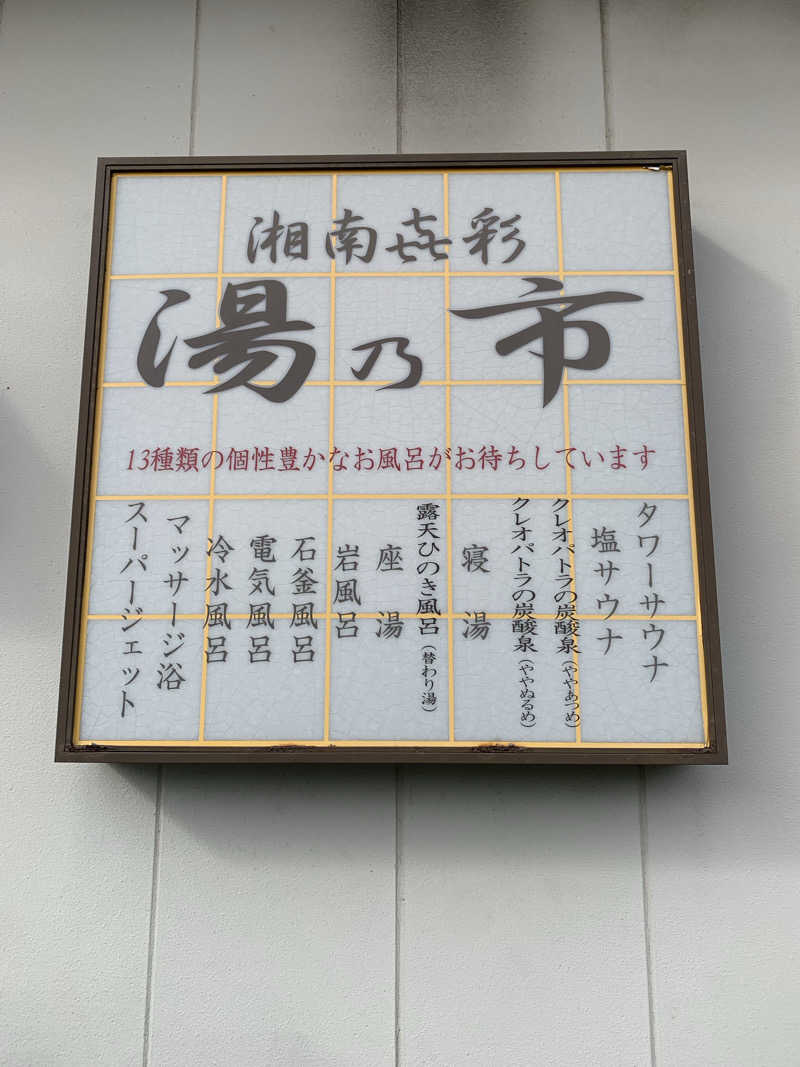 湘南㐂彩
湯乃市
13種類の個性豊かなお風呂がお待ちしています
タワーサウナ
塩サウナ
クレオパトラの炭酸泉（ややあつめ）
クレオパトラの炭酸泉（ややぬるめ）
寝湯
露天ひのき風呂（替わり湯）
座湯
岩風呂
石釜風呂
電気風呂
冷水風呂
マッサージ浴
スーパージェット